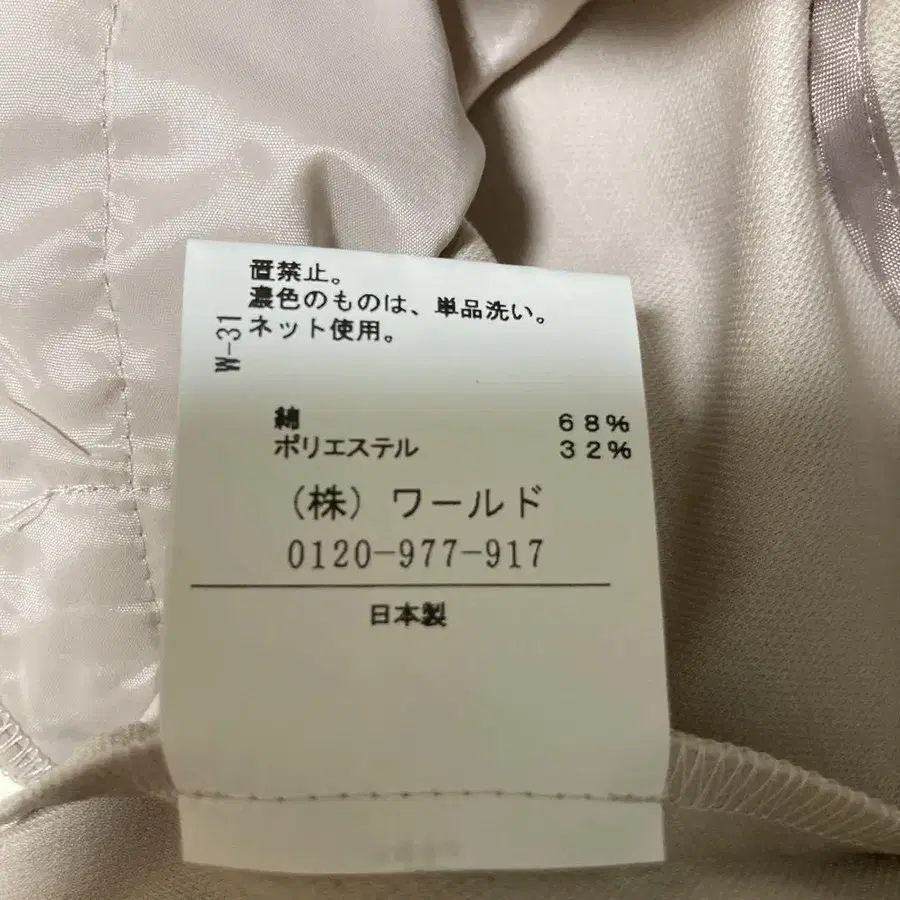 置禁止。
濃色のものは、単品洗い。
ネット使用。
W-31
綿 68%
ポリエステル 32%
(株)ワールド
0120-977-917
日本製